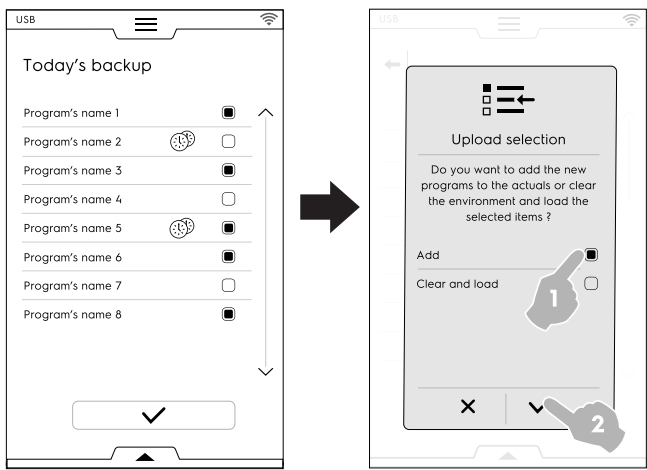 USB
Today's backup
Program's name 1
Program's name 2
Program's name 3
Program's name 4
Program's name 5
Program's name 6
Program's name 7
Program's name 8
USB
Upload selection
Do you want to add the new
programs to the actuals or clear
the environment and load the
selected items ?
Add
Clear and load
1
2